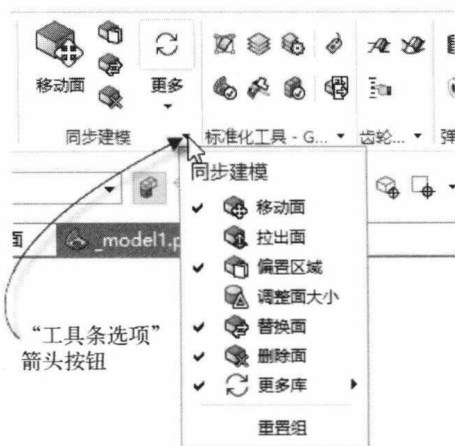 移动面
更多
同步建模
标准化工具 - G...
齿轮...
弹
同步建模
面
_model1.p
移动面
拉出面
偏置区域
调整面大小
替换面
删除面
更多库
重置组
“工具条选项”
箭头按钮